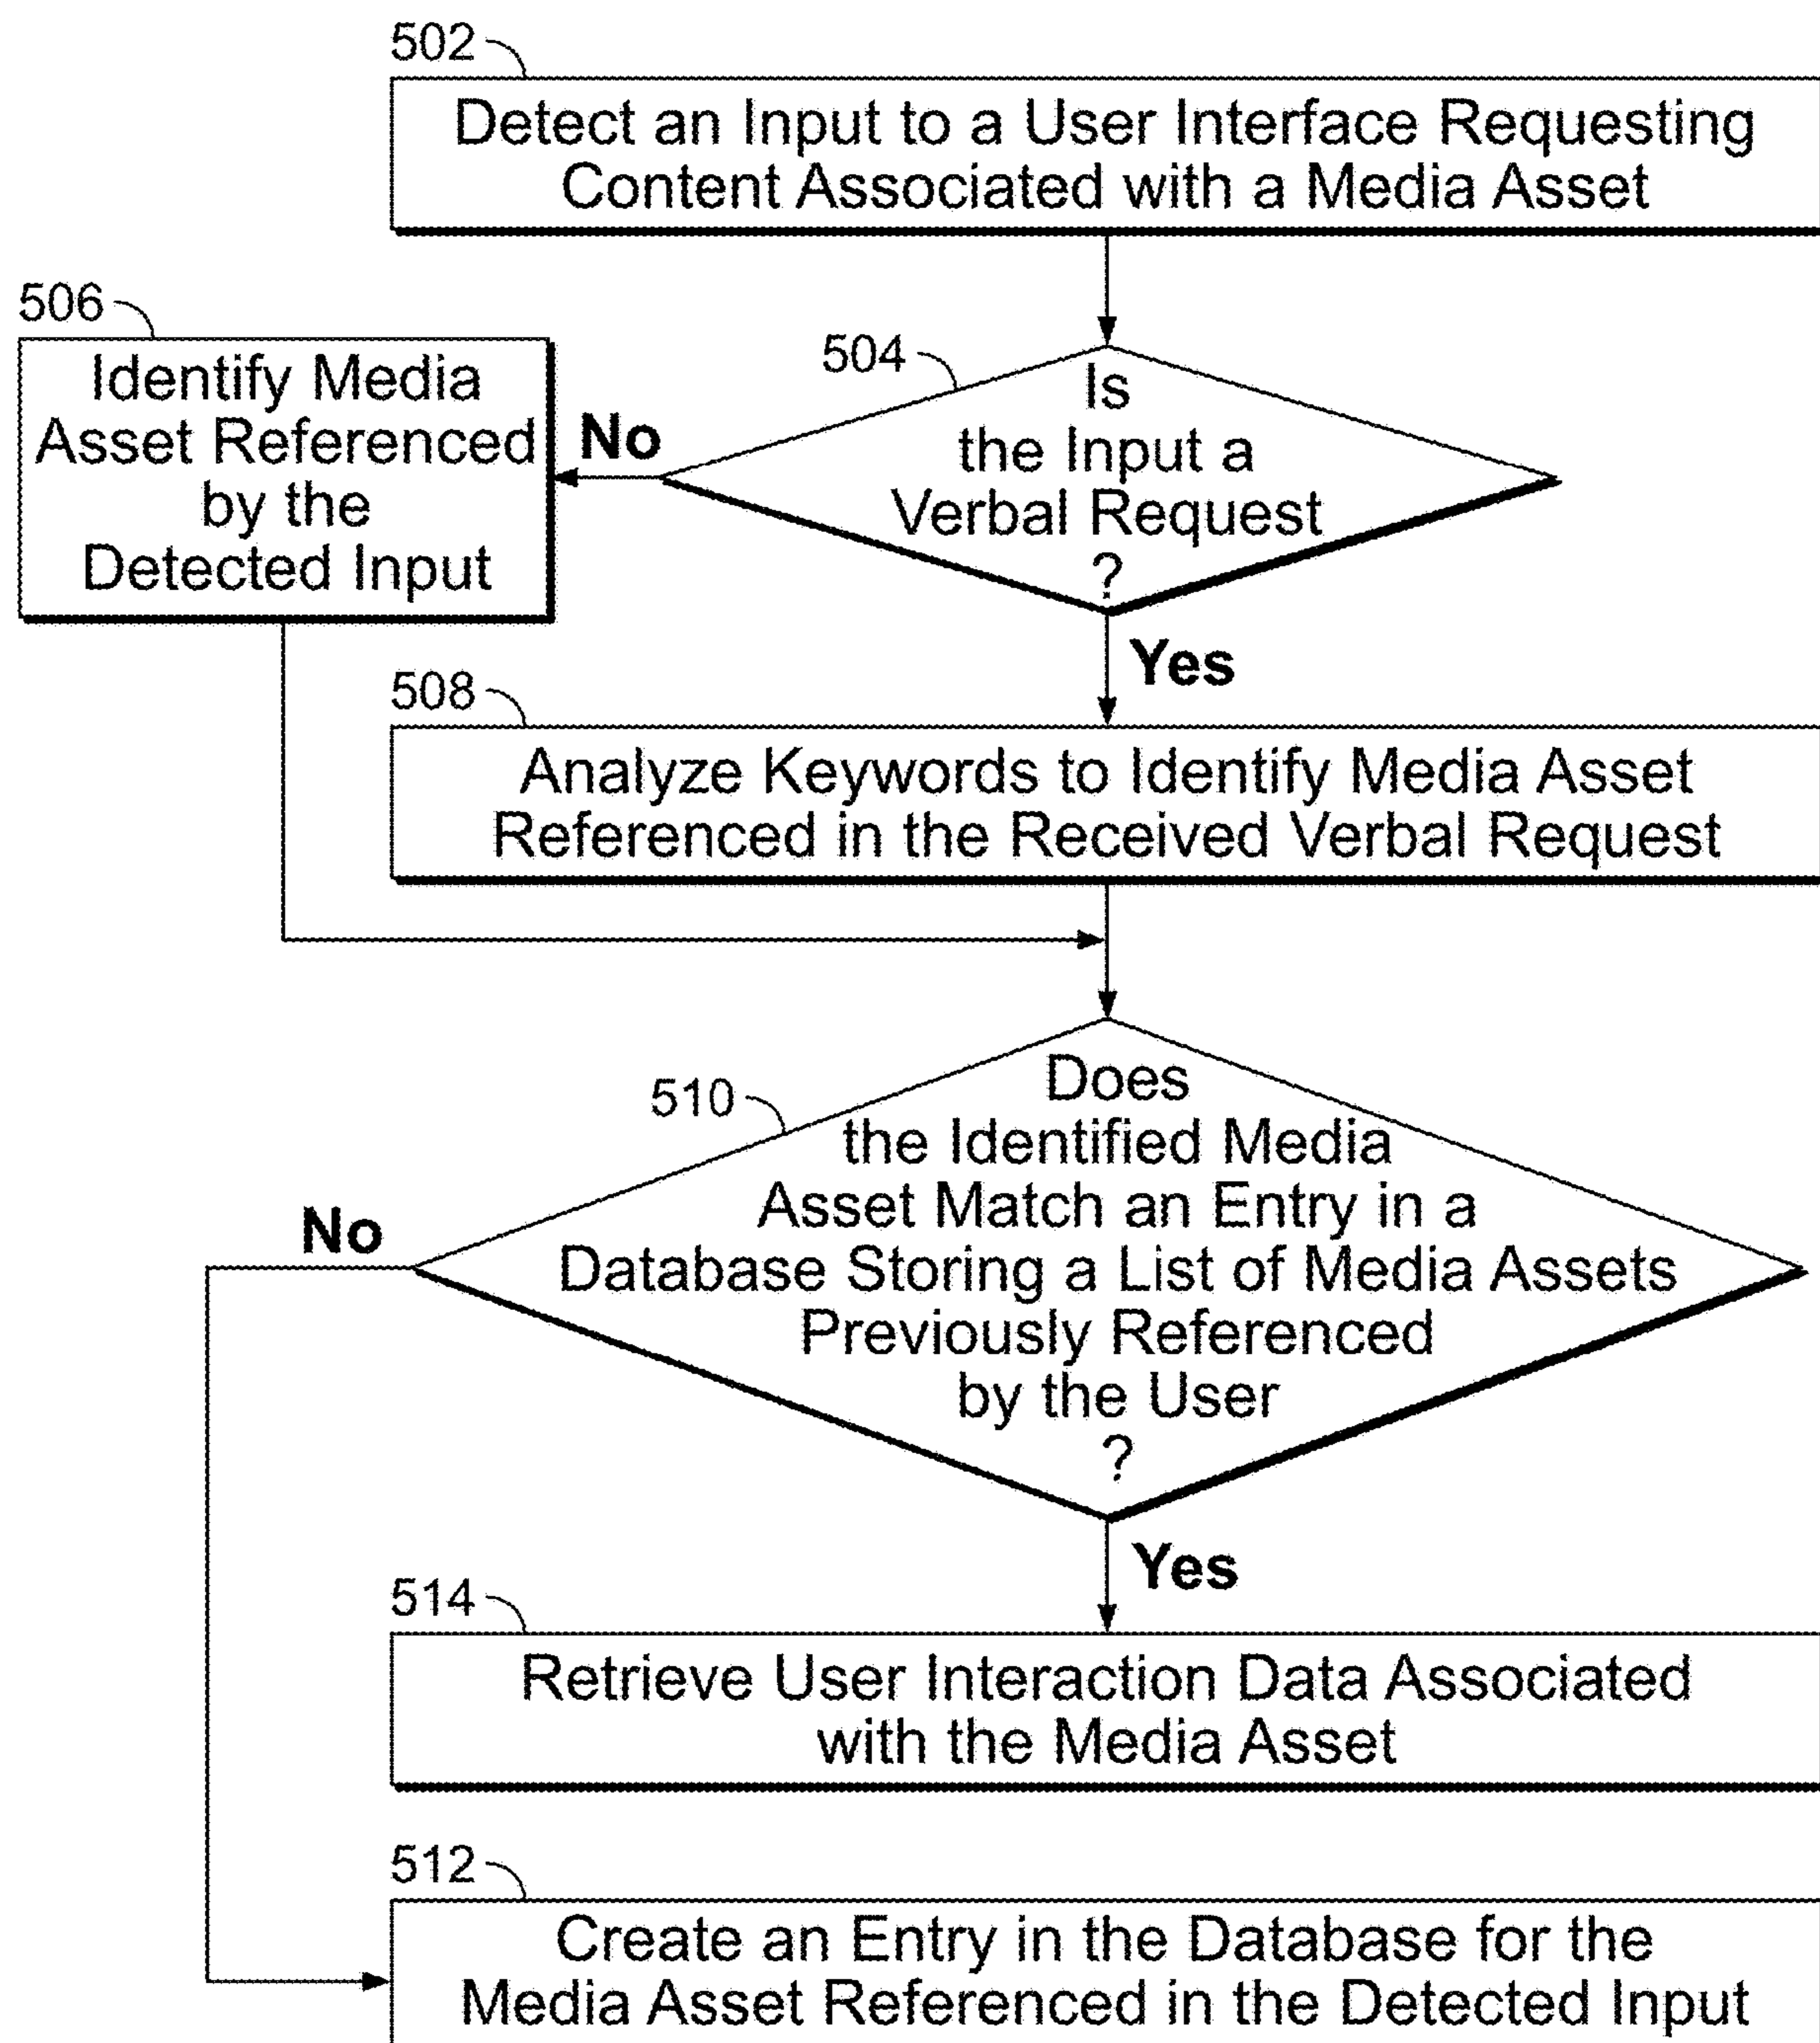 502
Detect an Input to a User Interface Requesting
Content Associated with a Media Asset
506
Identify Media
Asset Referenced
by the
Detected Input
No
504
Is
the Input a
Verbal Request
?
Yes
508
Analyze Keywords to Identify Media Asset
Referenced in the Received Verbal Request
510
Does
the Identified Media
Asset Match an Entry in a
Database Storing a List of Media Assets
Previously Referenced
by the User
?
No
Yes
514
Retrieve User Interaction Data Associated
with the Media Asset
512
Create an Entry in the Database for the
Media Asset Referenced in the Detected Input